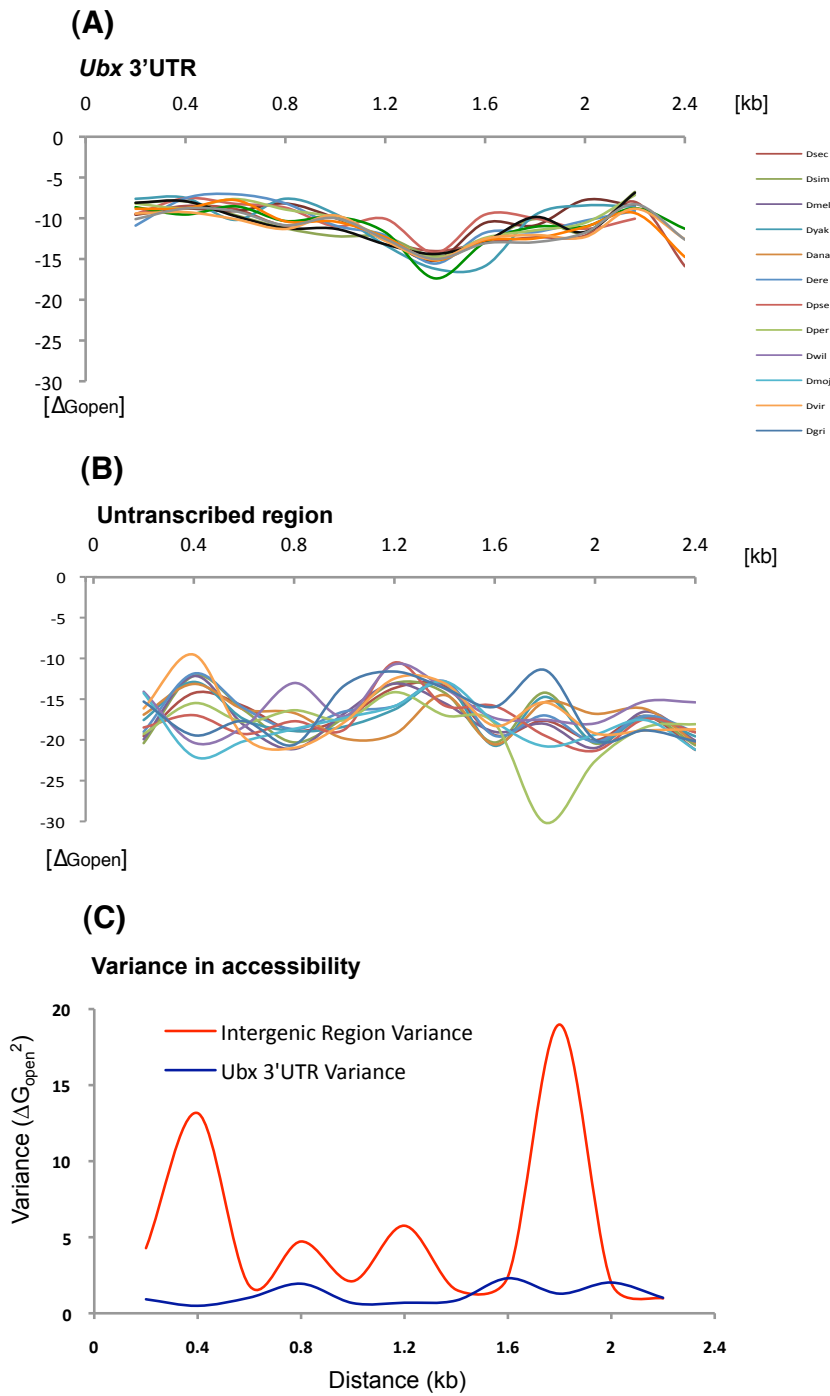 (A)
Ubx 3’UTR
0 0.4 0.8 1.2 1.6 2 2.4 [kb]
0
-5
-10
-15
-20
-25
-30
[ΔGopen]
Dsec
Dsim
Dmel
Dyak
Dana
Dere
Dpse
Dper
Dwil
Dmoj
Dvir
Dgri
(B)
Untranscribed region
0 0.4 0.8 1.2 1.6 2 2.4 [kb]
0
-5
-10
-15
-20
-25
-30
[ΔGopen]
(C)
Variance in accessibility
Variance (ΔGopen²)
20
15
10
5
0
Intergenic Region Variance
Ubx 3'UTR Variance
0 0.4 0.8 1.2 1.6 2 2.4
Distance (kb)